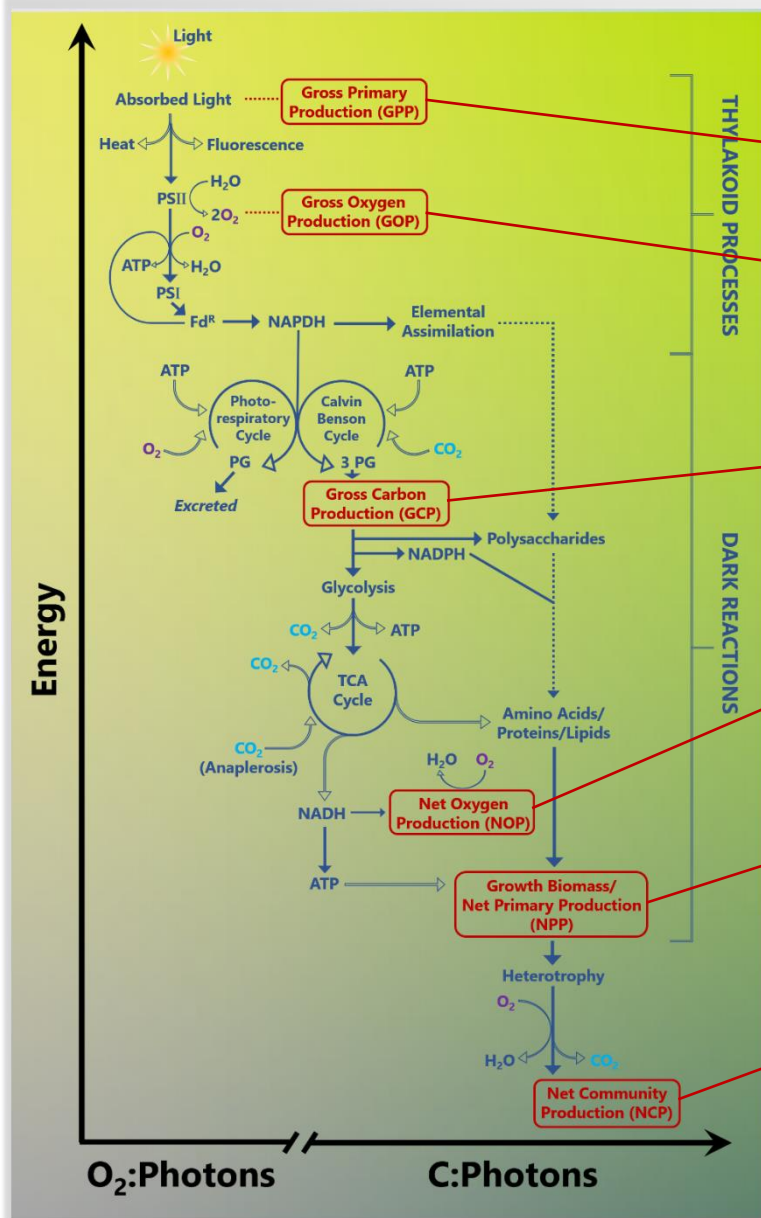 Light
Absorbed Light
Gross Primary
Production (GPP)
Heat
Fluorescence
H₂O
PSII
2O₂
Gross Oxygen
Production (GOP)
O₂
ATP
H₂O
PSI
Fdᴿ
NAPDH
Elemental
Assimilation
THYLAKOID PROCESSES
ATP
ATP
Photo-
respiratory
Cycle
Calvin
Benson
Cycle
O₂
CO₂
PG
3 PG
Excreted
Gross Carbon
Production (GCP)
Polysaccharides
NADPH
Glycolysis
CO₂
ATP
CO₂
TCA
Cycle
Amino Acids/
Proteins/Lipids
CO₂
(Anaplerosis)
H₂O
O₂
NADH
Net Oxygen
Production (NOP)
ATP
Growth Biomass/
Net Primary Production
(NPP)
DARK REACTIONS
Heterotrophy
O₂
H₂O
CO₂
Net Community
Production (NCP)
Energy
O₂:Photons
C:Photons